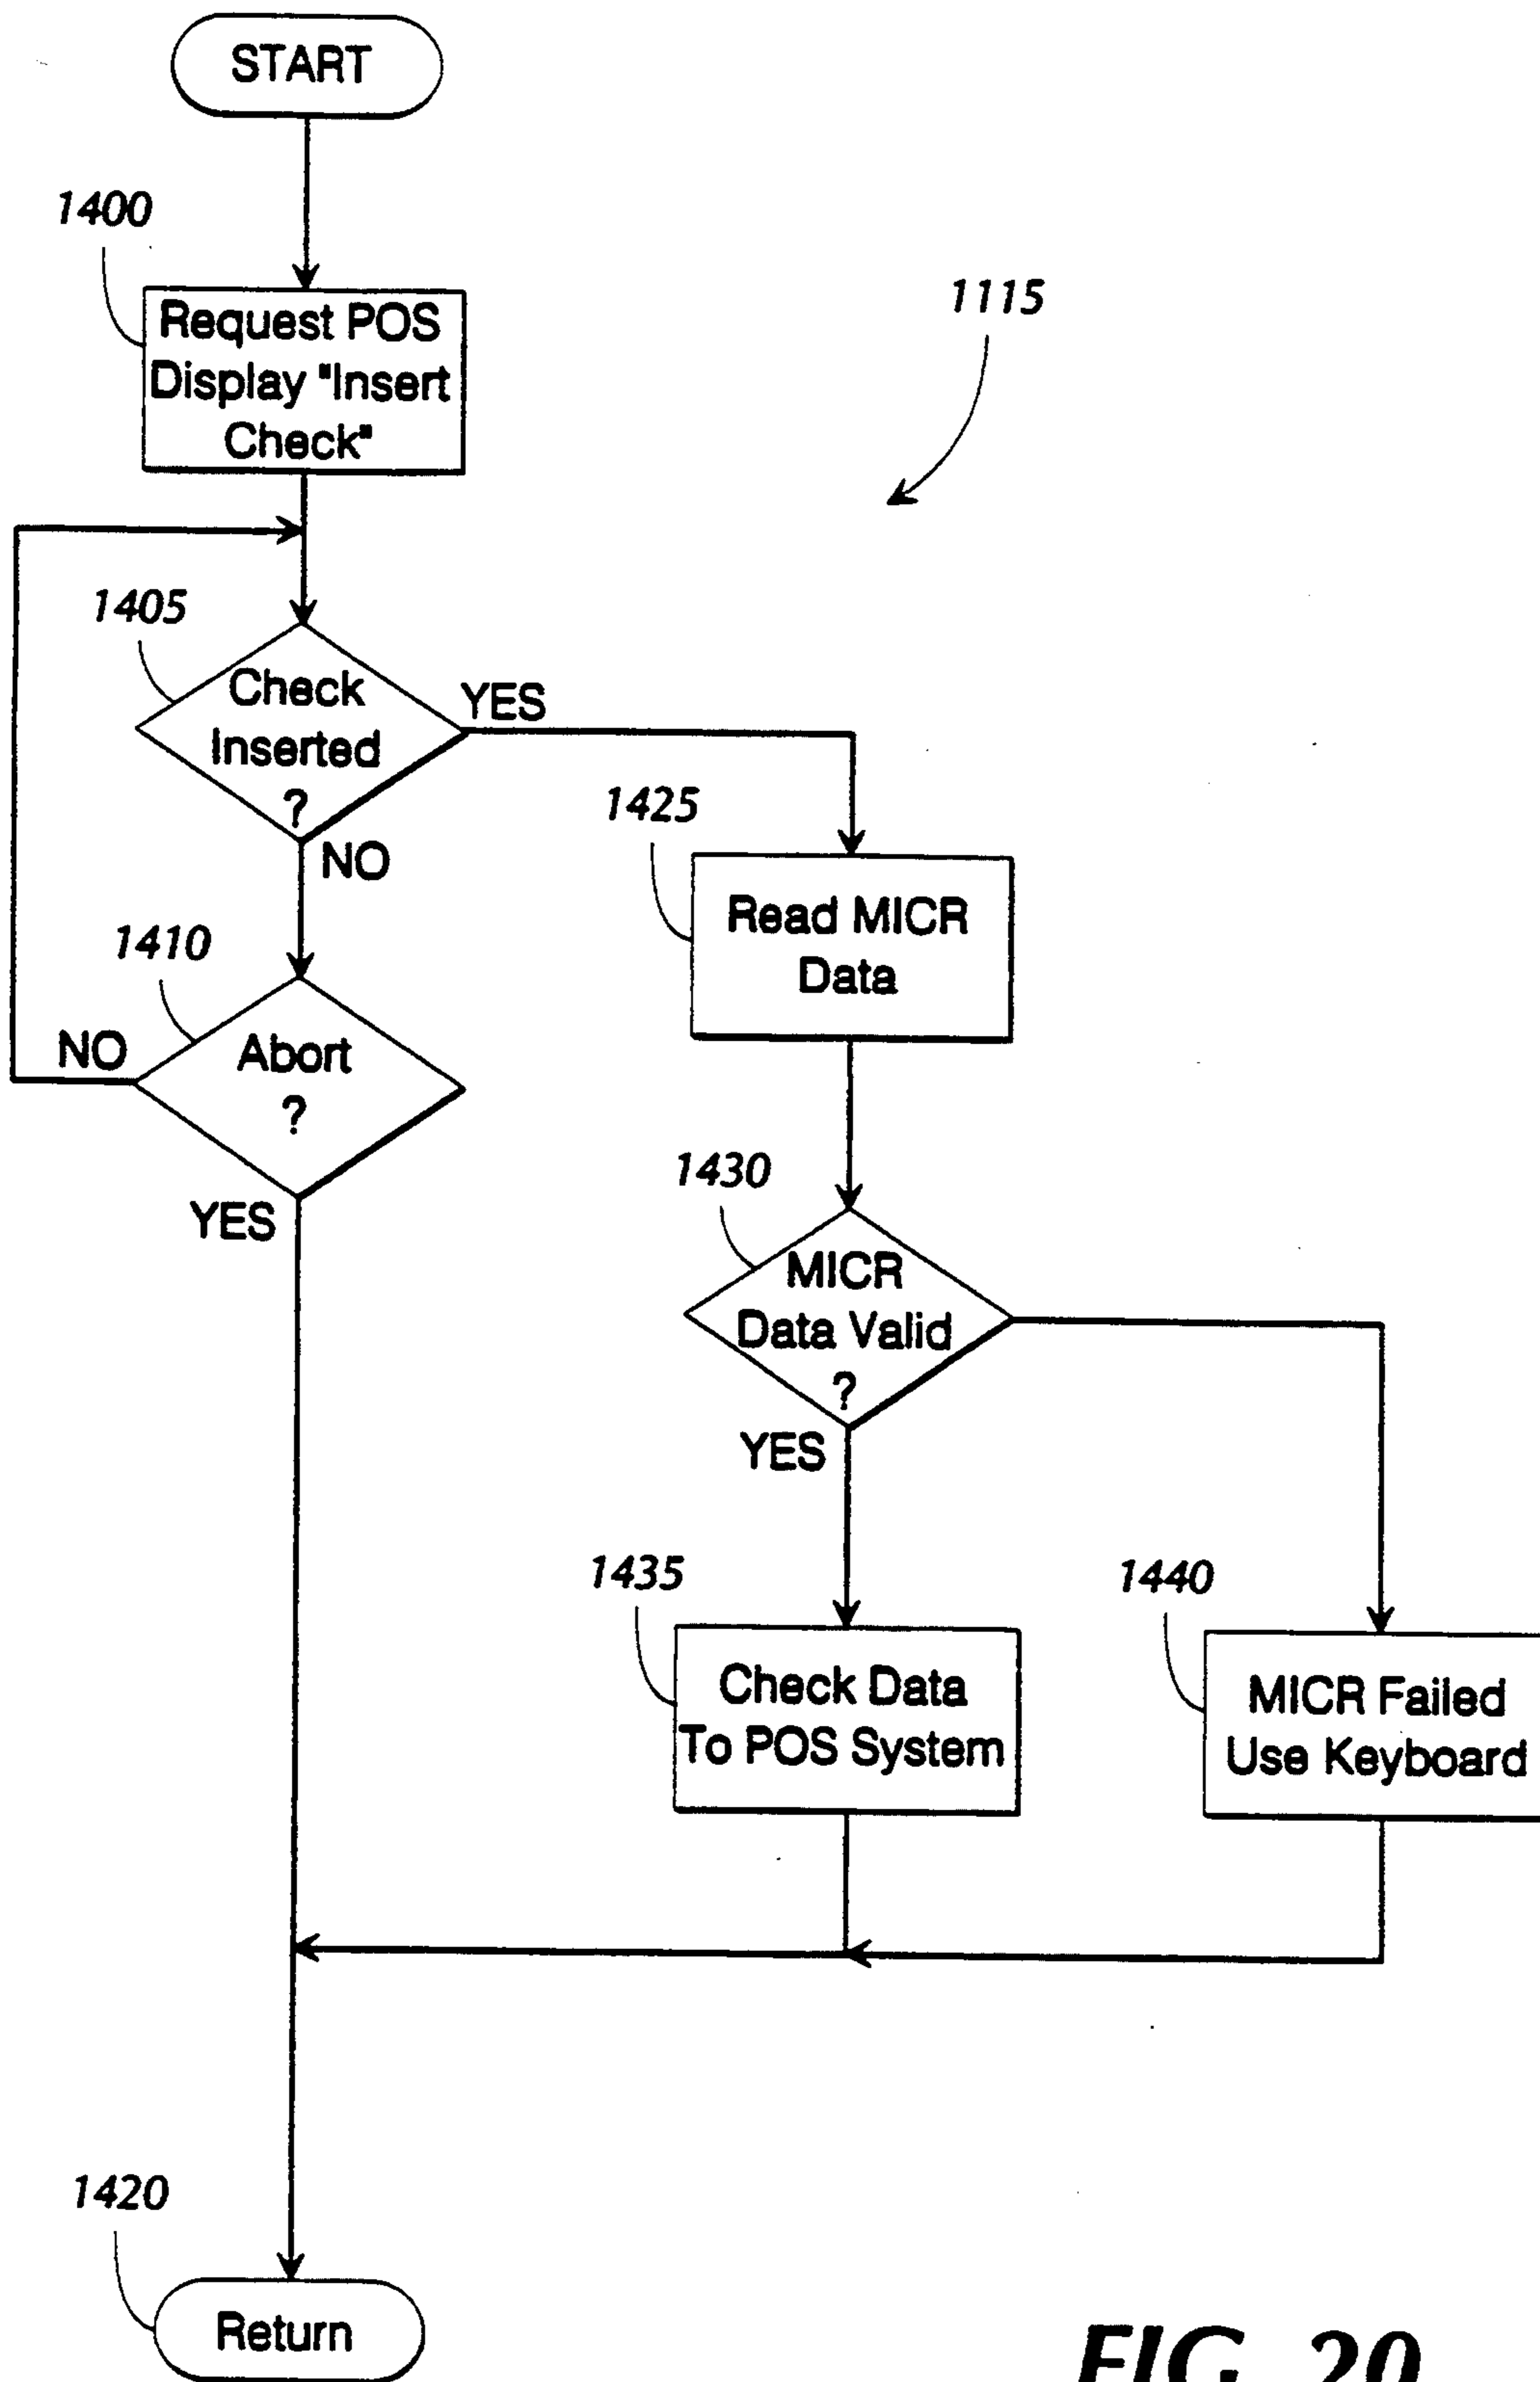 START
1400
Request POS
Display "Insert
Check"
1115
1405
Check
Inserted
?
YES
NO
1410
Abort
?
NO
YES
1425
Read MICR
Data
1430
MICR
Data Valid
?
YES
1435
Check Data
To POS System
1440
MICR Failed
Use Keyboard
1420
Return
FIG. 20